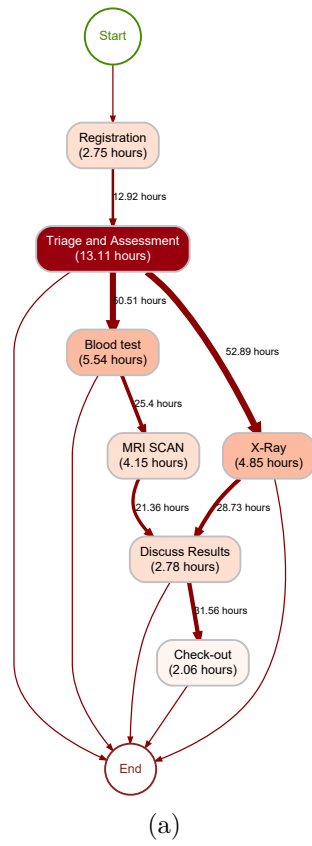 Start
Registration
(2.75 hours)
12.92 hours
Triage and Assessment
(13.11 hours)
50.51 hours
52.89 hours
Blood test
(5.54 hours)
25.4 hours
MRI SCAN
(4.15 hours)
X-Ray
(4.85 hours)
21.36 hours
28.73 hours
Discuss Results
(2.78 hours)
31.56 hours
Check-out
(2.06 hours)
End
(a)